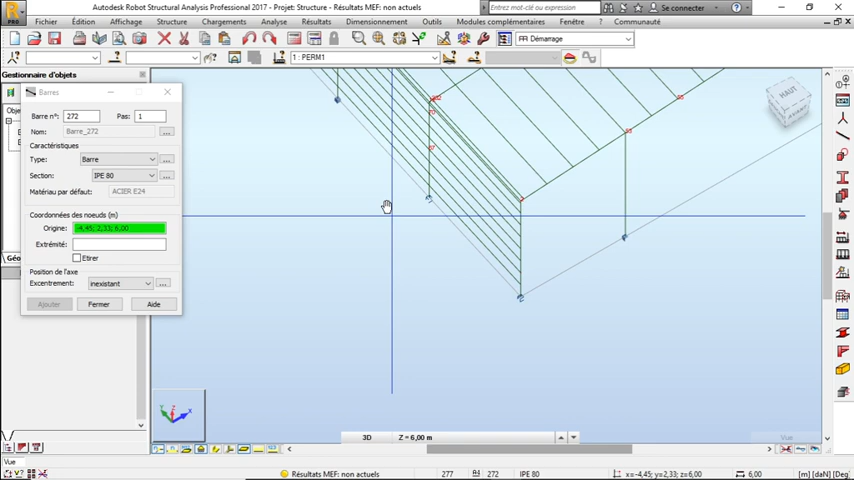 Autodesk Robot Structural Analysis Professional 2017 - Projet: Structure - Résultats MEF: non actuels
Entrez mot-clé ou expression
Se connecter
PRO
Fichier Édition Affichage Structure Chargements Analyse Résultats Dimensionnement Outils Modules complémentaires Fenêtre ? Communauté
Démarrage
1 : PERM1
Gestionnaire d'objets
Barres
Barre n°: 272 Pas: 1
Nom: Barre_272
Caractéristiques
Type: Barre
Section: IPE 80
Matériau par défaut: ACIER E24
Coordonnées des noeuds (m)
Origine: -4,45; 2,33; 6,00
Extrémité:
Etirer
Position de l'axe
Excentrement: inexistant
Ajouter Fermer Aide
HAUT
3D Z = 6,00 m
Vue
Vue
Résultats MEF: non actuels 277 272 IPE 80 x=-4,45; y=2,33; z=6,00 6,00 [m] [daN] [Deg]